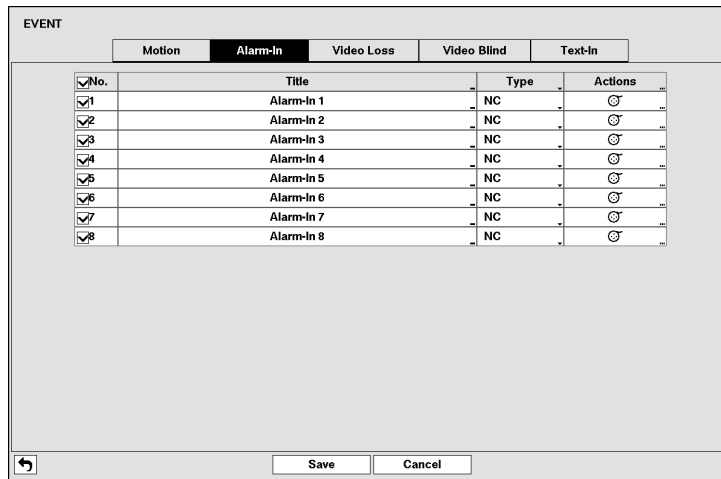 EVENT
Motion Alarm-In Video Loss Video Blind Text-In
No. Title Type Actions
1 Alarm-In 1 NC
2 Alarm-In 2 NC
3 Alarm-In 3 NC
4 Alarm-In 4 NC
5 Alarm-In 5 NC
6 Alarm-In 6 NC
7 Alarm-In 7 NC
8 Alarm-In 8 NC
Save Cancel